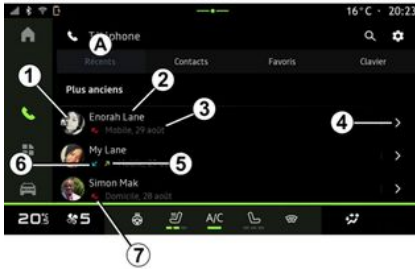 16°C · 20:23
Téléphone
A
Récents Contacts Favoris Clavier
Plus anciens
1
2
Enorah Lane
3
Mobile, 29 août
4
My Lane
6
5
Simon Mak
Domicile, 28 août
7
20°5 5 A/C